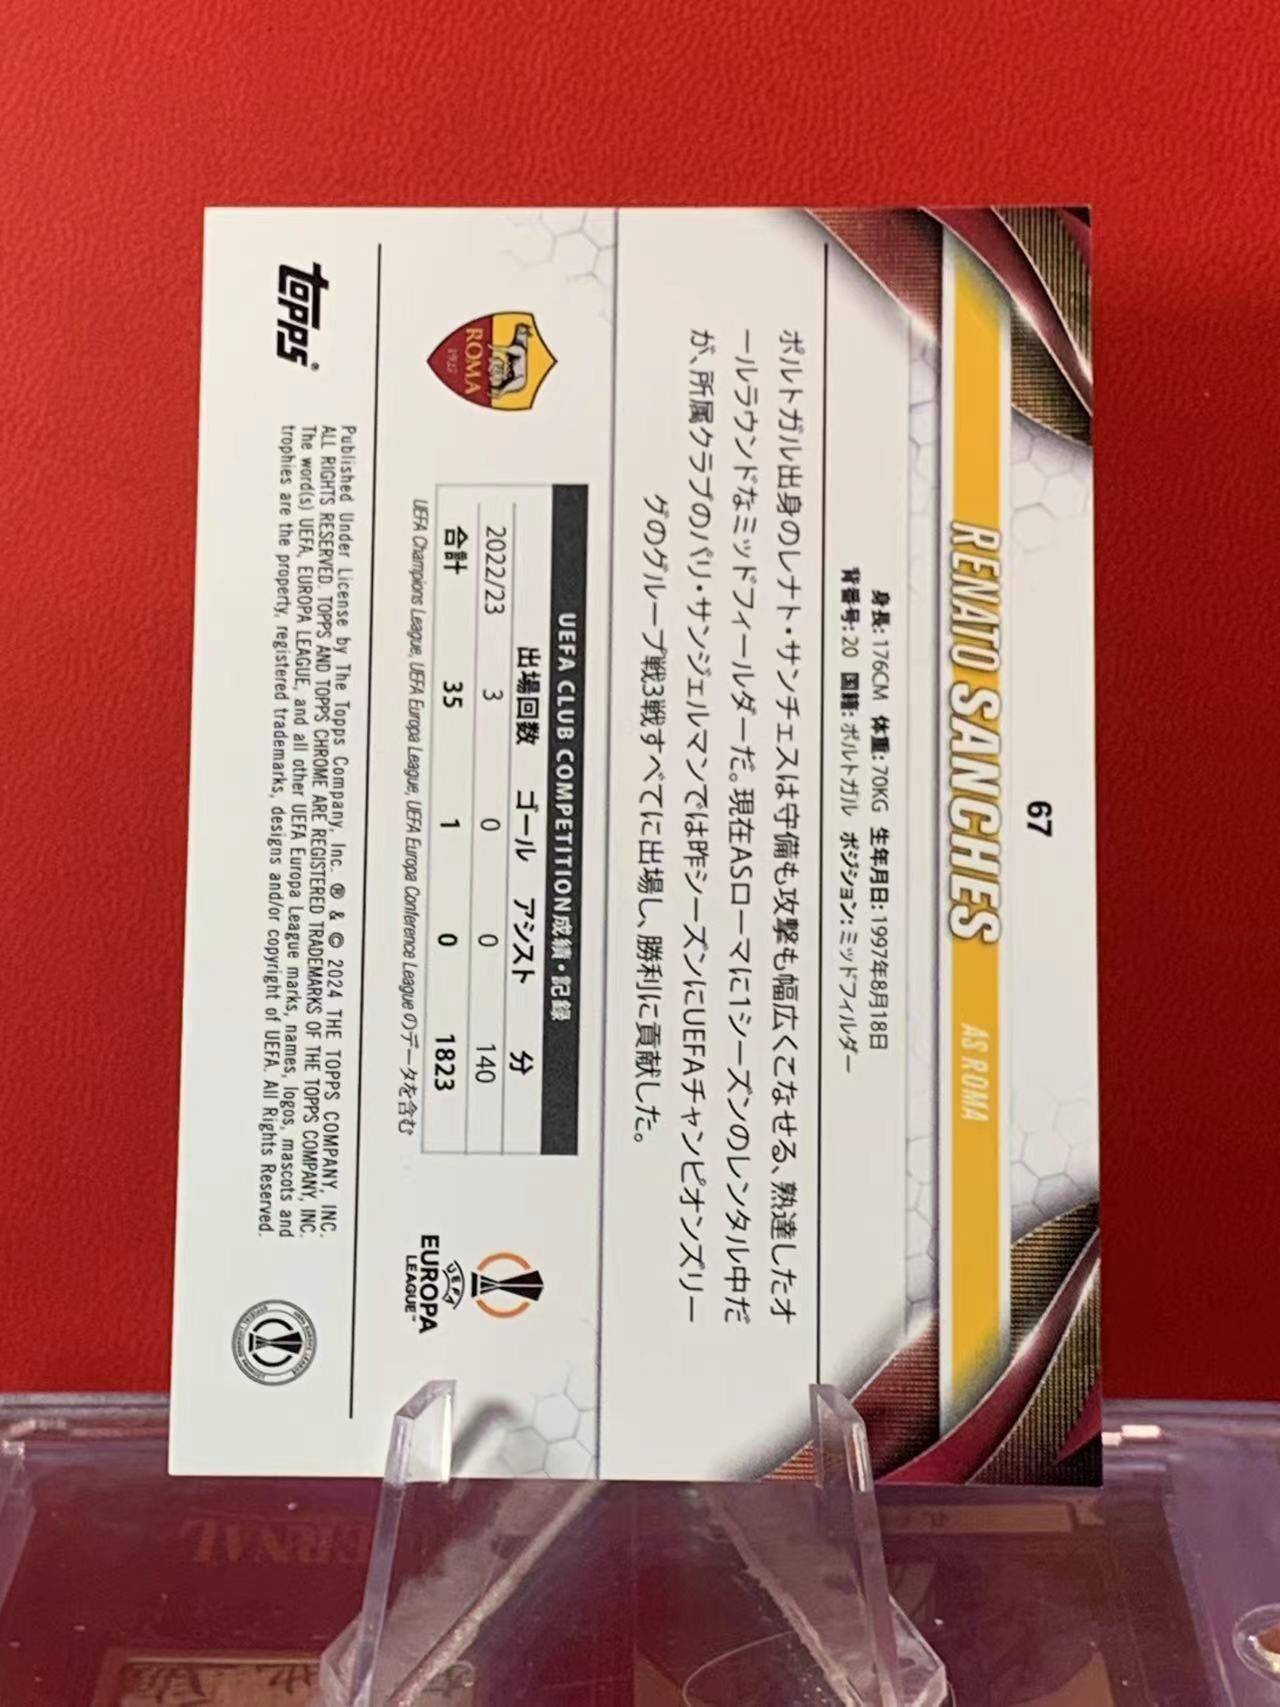 67
RENATO SANCHES AS ROMA
身長: 176CM 体重: 70KG 生年月日: 1997年8月18日
背番号: 20 国籍: ポルトガル ポジション: ミッドフィルダー
ポルトガル出身のレナト・サンチェスは守備も攻撃も幅広くこなせる、熟達したオ
ールラウンドなミッドフィールダーだ。現在ASローマに1シーズンのレンタル中だ
が、所属クラブのパリ・サンジェルマンでは昨シーズンにUEFAチャンピオンズリー
グのグループ戦3戦すべてに出場し、勝利に貢献した。
ROMA
1927
UEFA CLUB COMPETITION成績・記録
出場回数 ゴール アシスト 分
2022/23 3 0 0 140
合計 35 1 0 1823
UEFA Champions League, UEFA Europa League, UEFA Europa Conference Leagueのデータを含む
UEFA
EUROPA
LEAGUE™
topps®
Published Under License by The Topps Company, Inc. ® & © 2024 THE TOPPS COMPANY, INC.
ALL RIGHTS RESERVED. TOPPS AND TOPPS CHROME ARE REGISTERED TRADEMARKS OF THE TOPPS COMPANY, INC.
The word(s) UEFA, EUROPA LEAGUE, and all other UEFA Europa League marks, names, logos, mascots and
trophies are the property, registered trademarks, designs and/or copyright of UEFA. All Rights Reserved.